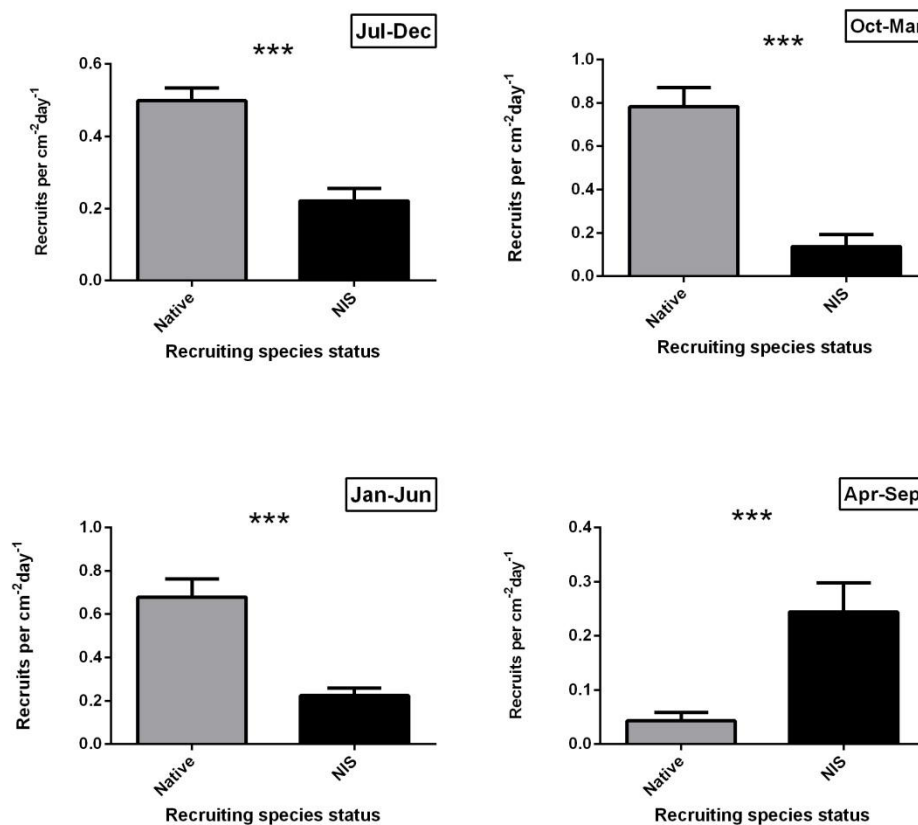 Jul-Dec
***
Recruits per cm-2day-1
0.6
0.4
0.2
0.0
Native
NIS
Recruiting species status
Oct-Mar
***
Recruits per cm-2day-1
1.0
0.8
0.6
0.4
0.2
0.0
Native
NIS
Recruiting species status
Jan-Jun
***
Recruits per cm-2day-1
1.0
0.8
0.6
0.4
0.2
0.0
Native
NIS
Recruiting species status
Apr-Sep
***
Recruits per cm-2day-1
0.4
0.3
0.2
0.1
0.0
Native
NIS
Recruiting species status